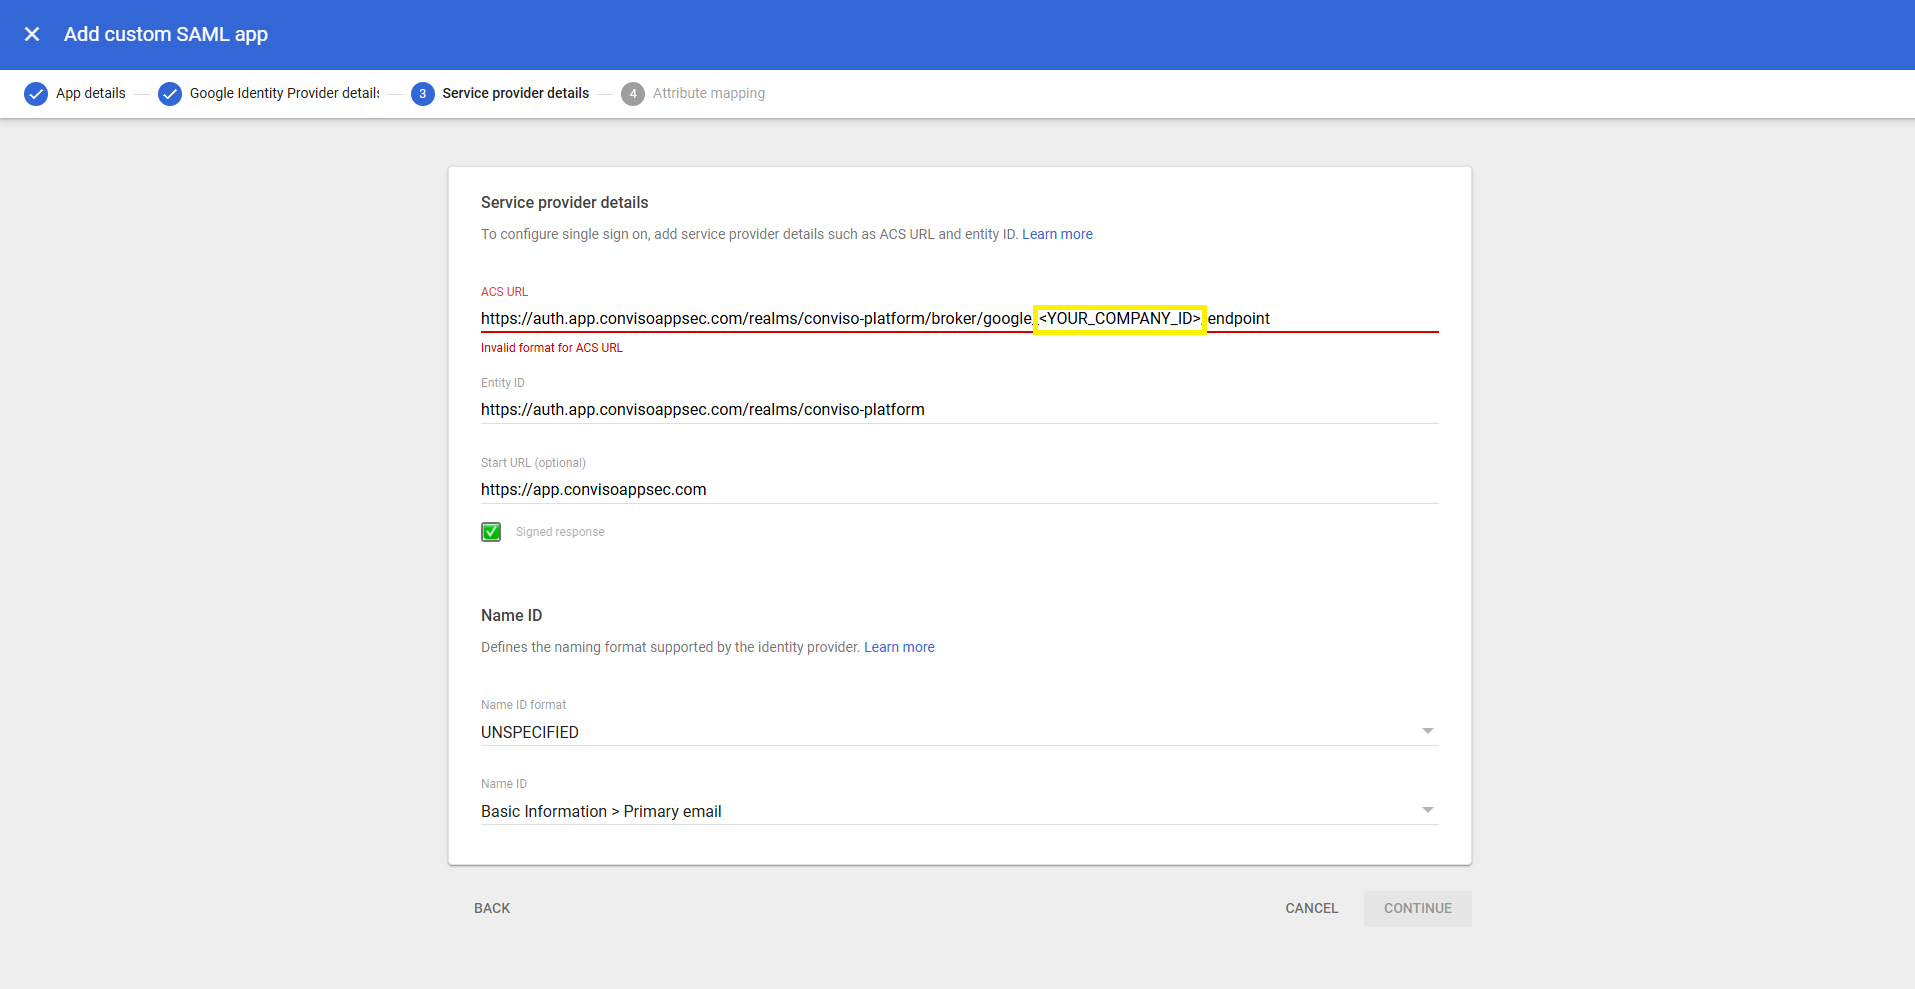 Add custom SAML app
App details
Google Identity Provider details
3 Service provider details
4 Attribute mapping
Service provider details
To configure single sign on, add service provider details such as ACS URL and entity ID. Learn more
ACS URL
https://auth.app.convisoappsec.com/realms/conviso-platform/broker/google_<YOUR_COMPANY_ID>/endpoint
Invalid format for ACS URL
Entity ID
https://auth.app.convisoappsec.com/realms/conviso-platform
Start URL (optional)
https://app.convisoappsec.com
Signed response
Name ID
Defines the naming format supported by the identity provider. Learn more
Name ID format
UNSPECIFIED
Name ID
Basic Information > Primary email
BACK
CANCEL
CONTINUE